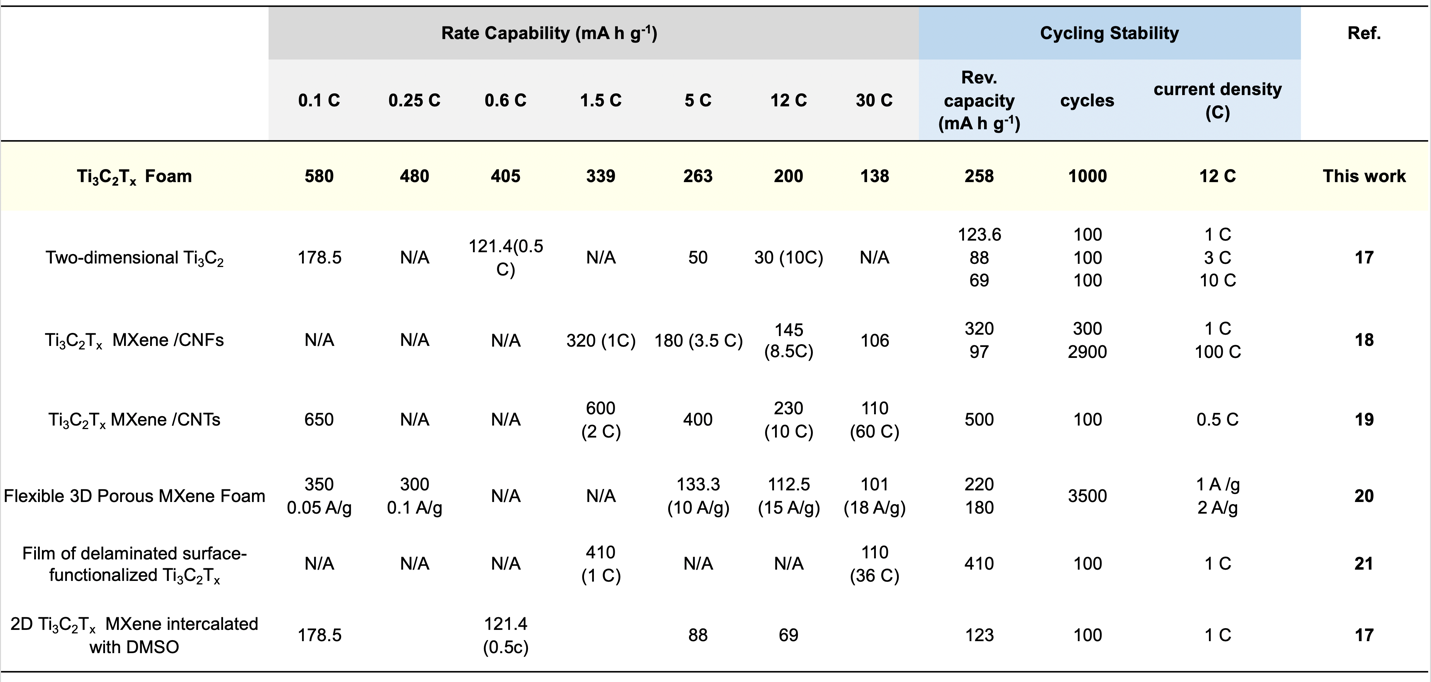 Rate Capability (mA h g-1) Cycling Stability Ref.
0.1 C 0.25 C 0.6 C 1.5 C 5 C 12 C 30 C Rev. capacity (mA h g-1) cycles current density (C)
Ti3C2Tx Foam 580 480 405 339 263 200 138 258 1000 12 C This work
Two-dimensional Ti3C2 178.5 N/A 121.4(0.5 C) N/A 50 30 (10C) N/A 123.6 88 69 100 100 100 1 C 3 C 10 C 17
Ti3C2Tx MXene /CNFs N/A N/A N/A 320 (1C) 180 (3.5 C) 145 (8.5C) 106 320 97 300 2900 1 C 100 C 18
Ti3C2Tx MXene /CNTs 650 N/A N/A 600 (2 C) 400 230 (10 C) 110 (60 C) 500 100 0.5 C 19
Flexible 3D Porous MXene Foam 350 0.05 A/g 300 0.1 A/g N/A N/A 133.3 (10 A/g) 112.5 (15 A/g) 101 (18 A/g) 220 180 3500 1 A /g 2 A/g 20
Film of delaminated surface-functionalized Ti3C2Tx N/A N/A N/A 410 (1 C) N/A N/A 110 (36 C) 410 100 1 C 21
2D Ti3C2Tx MXene intercalated with DMSO 178.5 121.4 (0.5c) 88 69 123 100 1 C 17